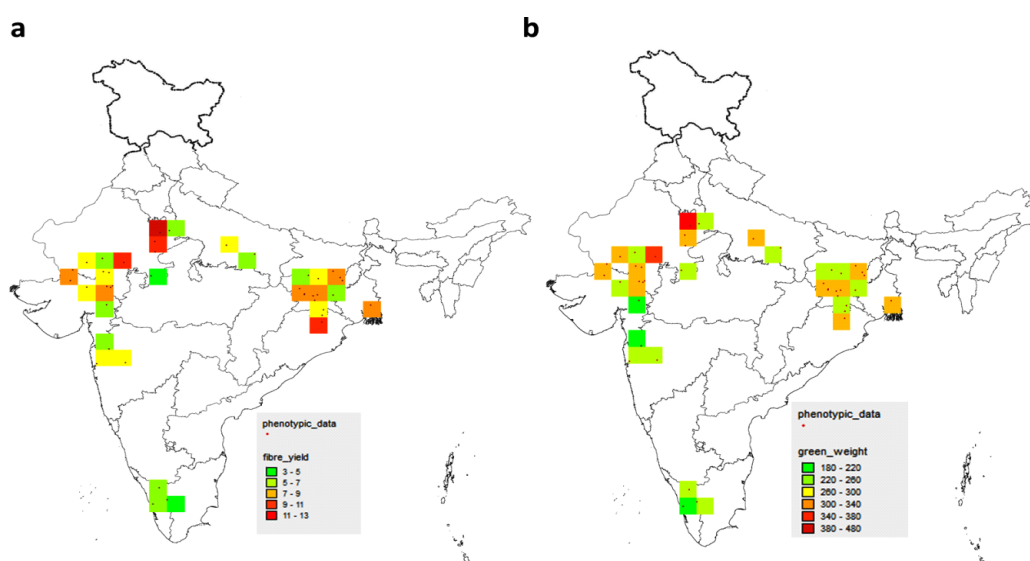 a
b
phenotypic_data
fibre_yield
3 - 5
5 - 7
7 - 9
9 - 11
11 - 13
phenotypic_data
green_weight
180 - 220
220 - 260
260 - 300
300 - 340
340 - 380
380 - 480